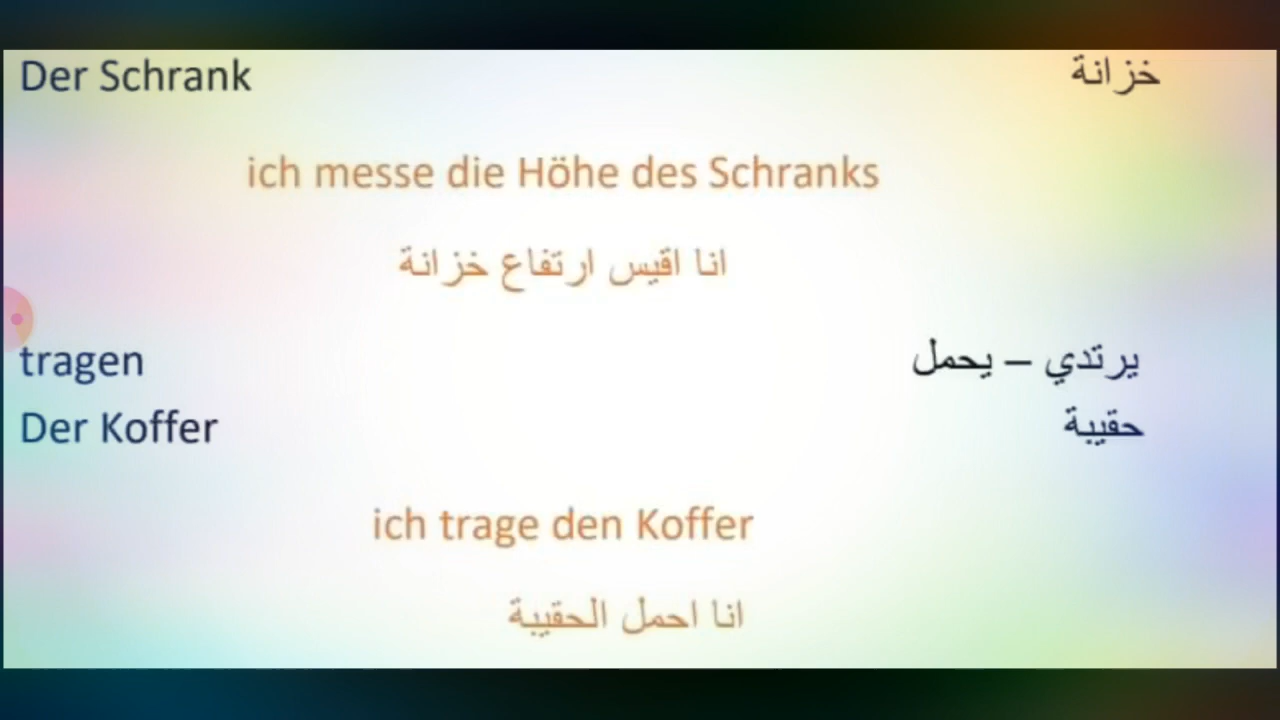 Der Schrank خزانة
ich messe die Höhe des Schranks
انا اقيس ارتفاع خزانة
tragen يرتدي – يحمل
Der Koffer حقيبة
ich trage den Koffer
انا احمل الحقيبة